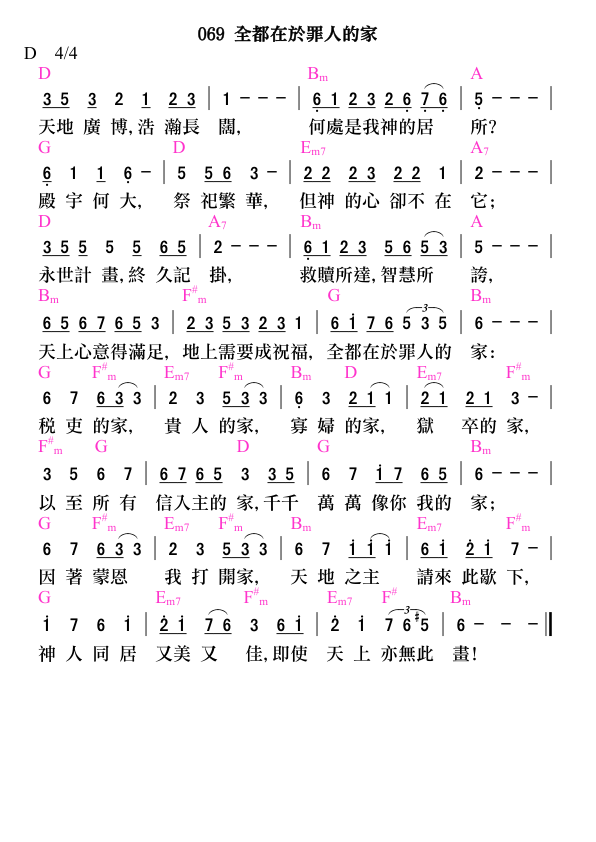 069 全都在於罪人的家
D 4/4
D Bm A
3 5 3 2 1 2 3 | 1 - - - | 6 1 2 3 2 6 7 6 | 5 - - - |
天地 廣 博, 浩 瀚長 闊, 何處是我神的居 所?
G D Em7 A7
6 1 1 6 - | 5 5 6 3 - | 2 2 2 3 2 2 1 | 2 - - - |
殿 宇 何 大, 祭 祀繁 華, 但神 的心 卻不 在 它;
D A7 Bm A
3 5 5 5 5 6 5 | 2 - - - | 6 1 2 3 5 6 5 3 | 5 - - - |
永世計 畫, 終 久記 掛, 救贖所達, 智慧所 誇,
Bm F#m G Bm
6 5 6 7 6 5 3 | 2 3 5 3 2 3 1 | 6 i 7 6 5 3 5 | 6 - - - |
3
天上心意得滿足, 地上需要成祝福, 全都在於罪人的 家:
G F#m Em7 F#m Bm D Em7 F#m
6 7 6 3 3 | 2 3 5 3 3 | 6 3 2 1 1 | 2 1 2 1 3 - |
税 吏 的家, 貴 人 的家, 寡 婦 的家, 獄 卒的 家,
F#m G D G Bm
3 5 6 7 | 6 7 6 5 3 3 5 | 6 7 i 7 6 5 | 6 - - - |
以 至 所 有 信入主的 家, 千千 萬 萬 像你 我的 家;
G F#m Em7 F#m Bm Em7 F#m
6 7 6 3 3 | 2 3 5 3 3 | 6 7 i i i | 6 i 2 i 7 - |
因 著 蒙恩 我 打 開家, 天 地 之主 請來 此歇 下,
G Em7 F#m Em7 F# Bm
i 7 6 i | 2 i 7 6 3 6 i | 2 i 7 6 #5 | 6 - - - ||
3
神 人 同 居 又美 又 佳, 即使 天 上 亦無此 畫!